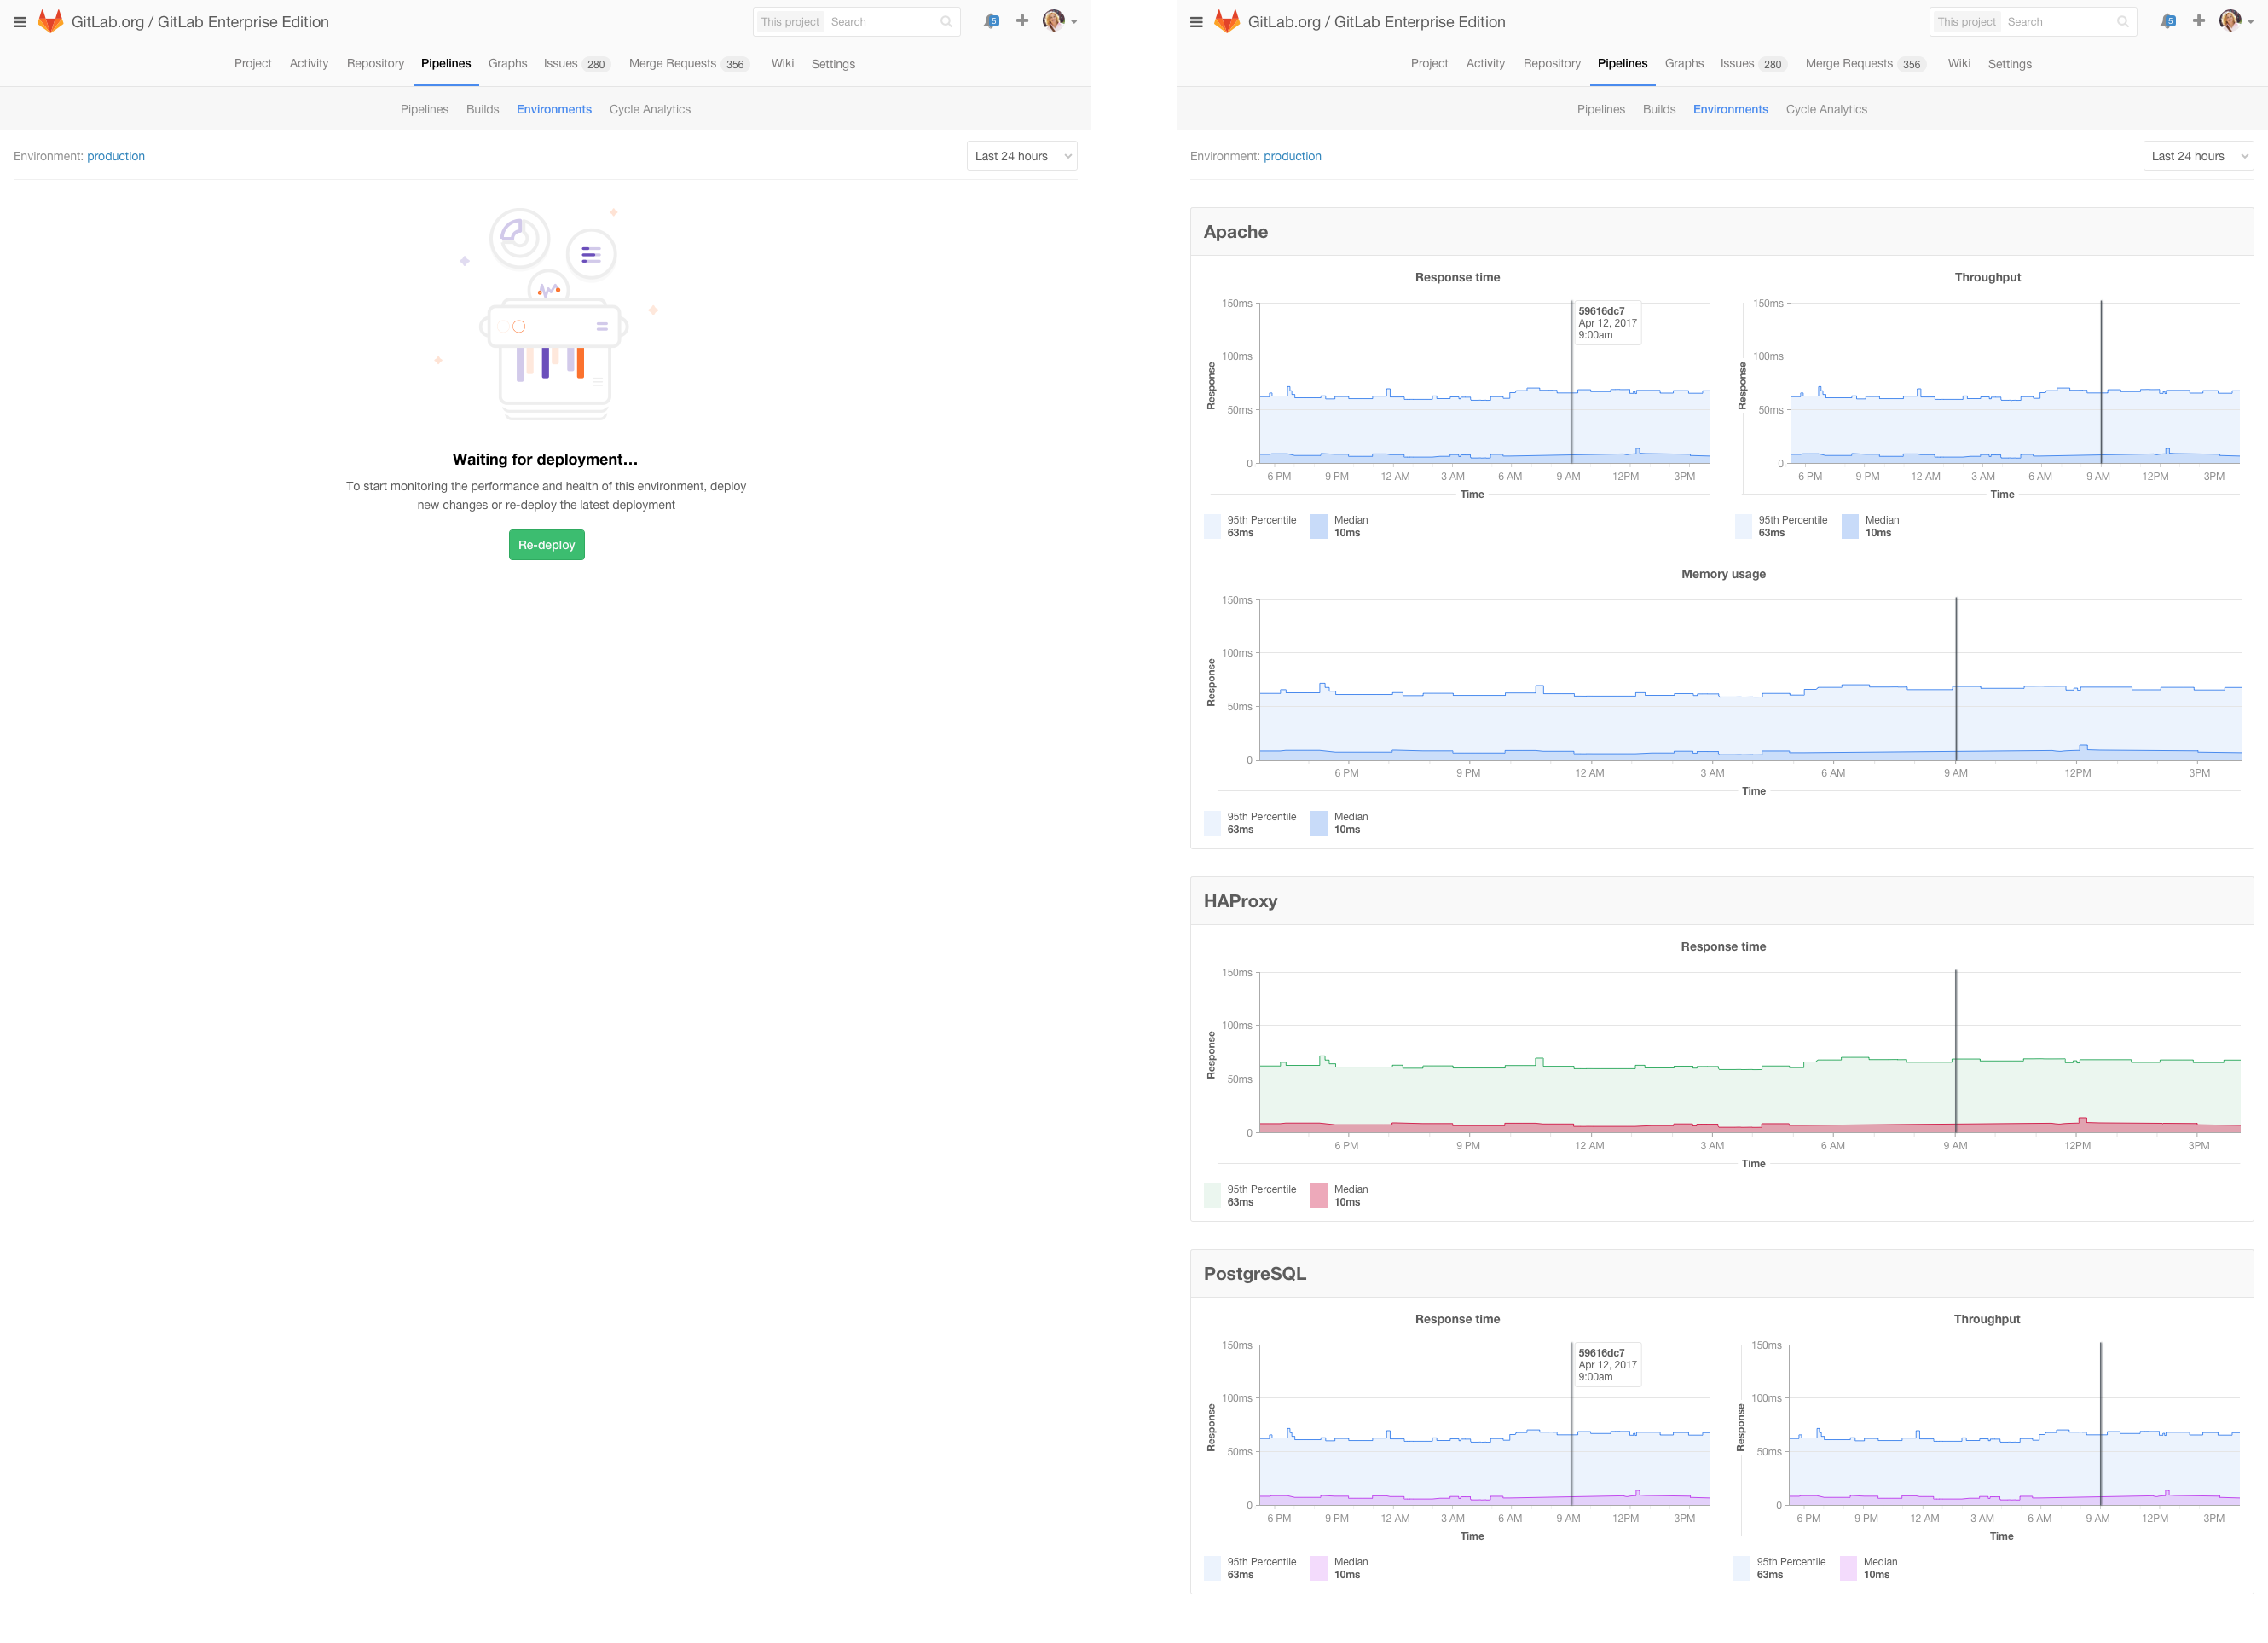 GitLab.org / GitLab Enterprise Edition
This project Search
5
Project Activity Repository Pipelines Graphs Issues 280 Merge Requests 356 Wiki Settings
Pipelines Builds Environments Cycle Analytics
Environment: production
Last 24 hours
Waiting for deployment...
To start monitoring the performance and health of this environment, deploy
new changes or re-deploy the latest deployment
Re-deploy
GitLab.org / GitLab Enterprise Edition
This project Search
5
Project Activity Repository Pipelines Graphs Issues 280 Merge Requests 356 Wiki Settings
Pipelines Builds Environments Cycle Analytics
Environment: production
Last 24 hours
Apache
Response time
150ms
100ms
50ms
0
Response
59616dc7
Apr 12, 2017
9:00am
6 PM 9 PM 12 AM 3 AM 6 AM 9 AM 12PM 3PM
Time
95th Percentile
63ms
Median
10ms
Throughput
150ms
100ms
50ms
0
Response
6 PM 9 PM 12 AM 3 AM 6 AM 9 AM 12PM 3PM
Time
95th Percentile
63ms
Median
10ms
Memory usage
150ms
100ms
50ms
0
Response
6 PM 9 PM 12 AM 3 AM 6 AM 9 AM 12PM 3PM
Time
95th Percentile
63ms
Median
10ms
HAProxy
Response time
150ms
100ms
50ms
0
Response
6 PM 9 PM 12 AM 3 AM 6 AM 9 AM 12PM 3PM
Time
95th Percentile
63ms
Median
10ms
PostgreSQL
Response time
150ms
100ms
50ms
0
Response
59616dc7
Apr 12, 2017
9:00am
6 PM 9 PM 12 AM 3 AM 6 AM 9 AM 12PM 3PM
Time
95th Percentile
63ms
Median
10ms
Throughput
150ms
100ms
50ms
0
Response
6 PM 9 PM 12 AM 3 AM 6 AM 9 AM 12PM 3PM
Time
95th Percentile
63ms
Median
10ms